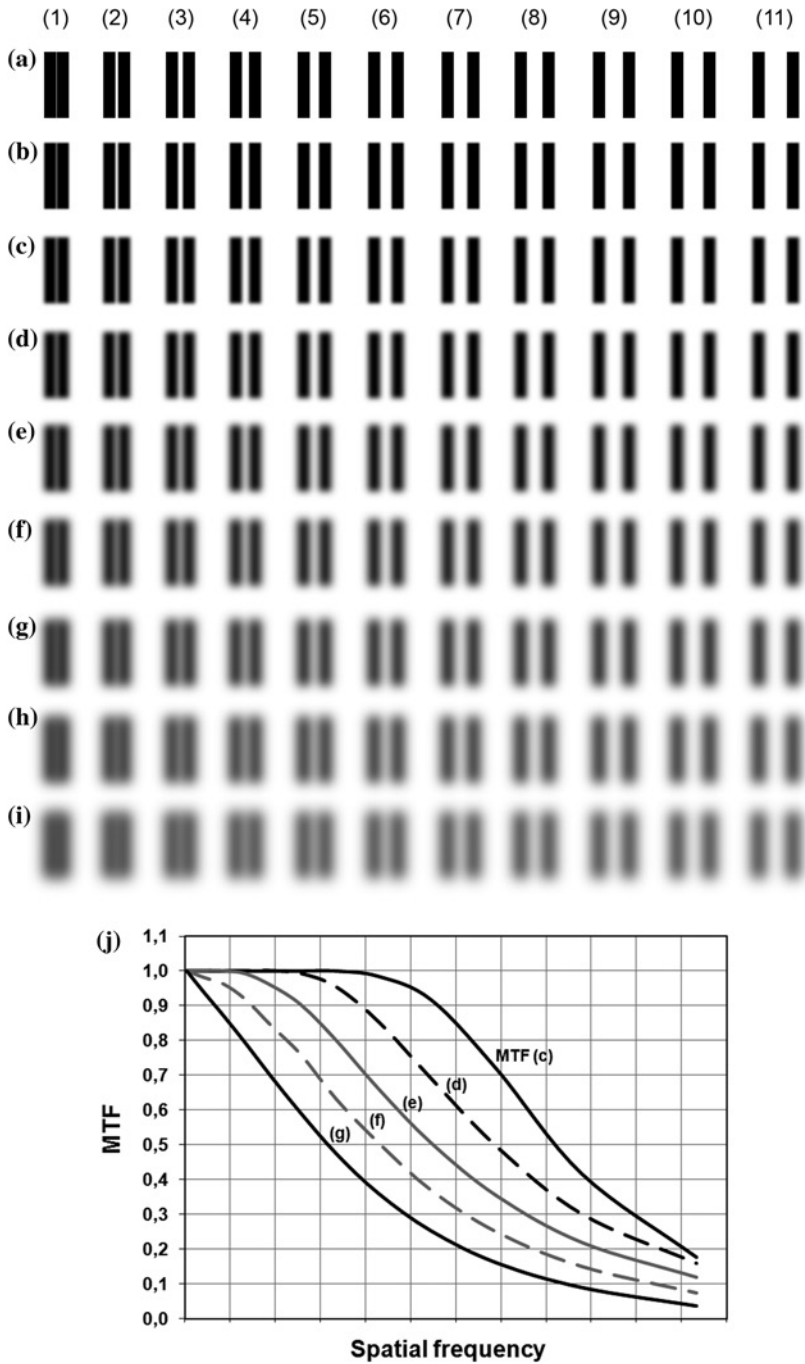 (1) (2) (3) (4) (5) (6) (7) (8) (9) (10) (11)
(a)
(b)
(c)
(d)
(e)
(f)
(g)
(h)
(i)
(j)
1,1
1,0
0,9
0,8
0,7
0,6
0,5
0,4
0,3
0,2
0,1
0,0
MTF
MTF (c)
(d)
(e)
(f)
(g)
Spatial frequency